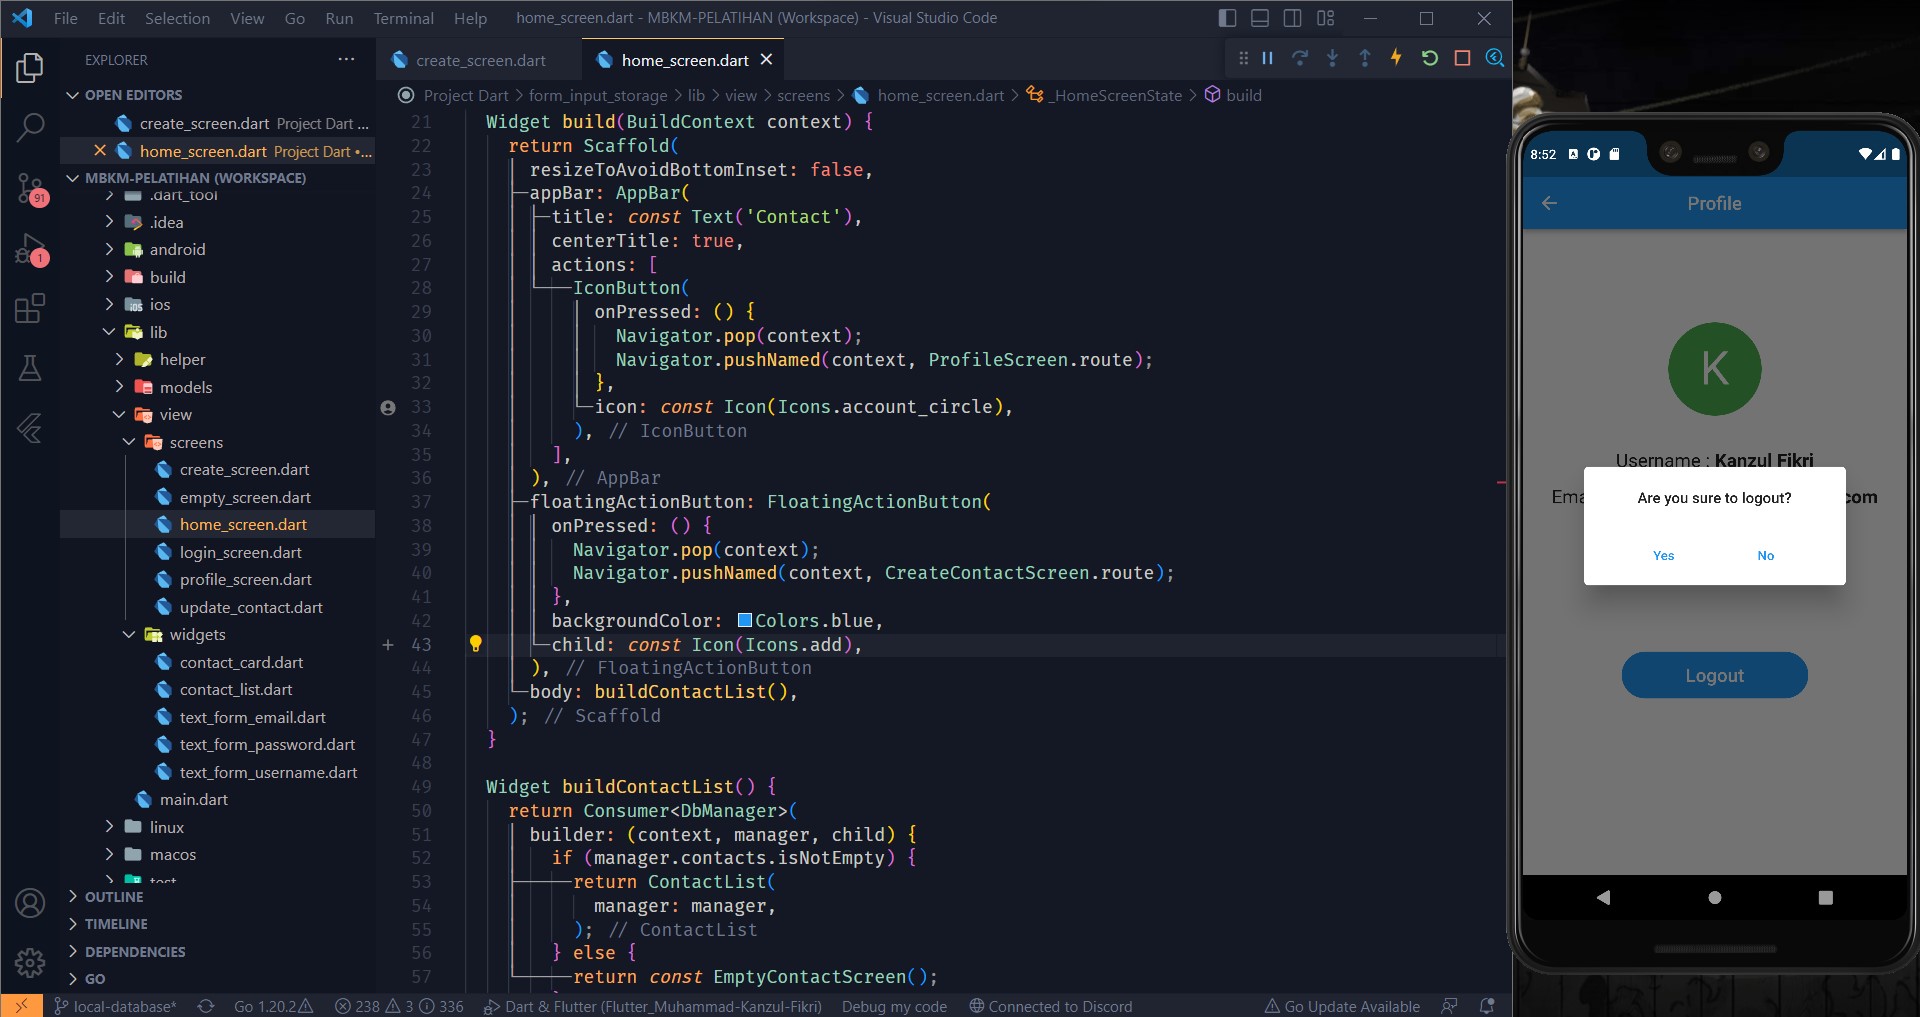 File Edit Selection View Go Run Terminal Help home_screen.dart - MBKM-PELATIHAN (Workspace) - Visual Studio Code
EXPLORER
create_screen.dart home_screen.dart
OPEN EDITORS
create_screen.dart Project Dart ...
home_screen.dart Project Dart •...
MBKM-PELATIHAN (WORKSPACE)
.dart_tool
.idea
android
build
ios
lib
helper
models
view
screens
create_screen.dart
empty_screen.dart
home_screen.dart
login_screen.dart
profile_screen.dart
update_contact.dart
widgets
contact_card.dart
contact_list.dart
text_form_email.dart
text_form_password.dart
text_form_username.dart
main.dart
linux
macos
test
OUTLINE
TIMELINE
DEPENDENCIES
GO
91
1
Project Dart > form_input_storage > lib > view > screens > home_screen.dart > _HomeScreenState > build
21 Widget build(BuildContext context) {
22 return Scaffold(
23 resizeToAvoidBottomInset: false,
24 appBar: AppBar(
25 title: const Text('Contact'),
26 centerTitle: true,
27 actions: [
28 IconButton(
29 onPressed: () {
30 Navigator.pop(context);
31 Navigator.pushNamed(context, ProfileScreen.route);
32 },
33 icon: const Icon(Icons.account_circle),
34 ), // IconButton
35 ],
36 ), // AppBar
37 floatingActionButton: FloatingActionButton(
38 onPressed: () {
39 Navigator.pop(context);
40 Navigator.pushNamed(context, CreateContactScreen.route);
41 },
42 backgroundColor: Colors.blue,
43 child: const Icon(Icons.add),
44 ), // FloatingActionButton
45 body: buildContactList(),
46 ); // Scaffold
47 }
48
49 Widget buildContactList() {
50 return Consumer<DbManager>(
51 builder: (context, manager, child) {
52 if (manager.contacts.isNotEmpty) {
53 return ContactList(
54 manager: manager,
55 ); // ContactList
56 } else {
57 return const EmptyContactScreen();
local-database* Go 1.20.2 238 3 336 Dart & Flutter (Flutter_Muhammad-Kanzul-Fikri) Debug my code Connected to Discord Go Update Available
8:52
Profile
K
Username : Kanzul Fikri
Ema com
Are you sure to logout?
Yes No
Logout